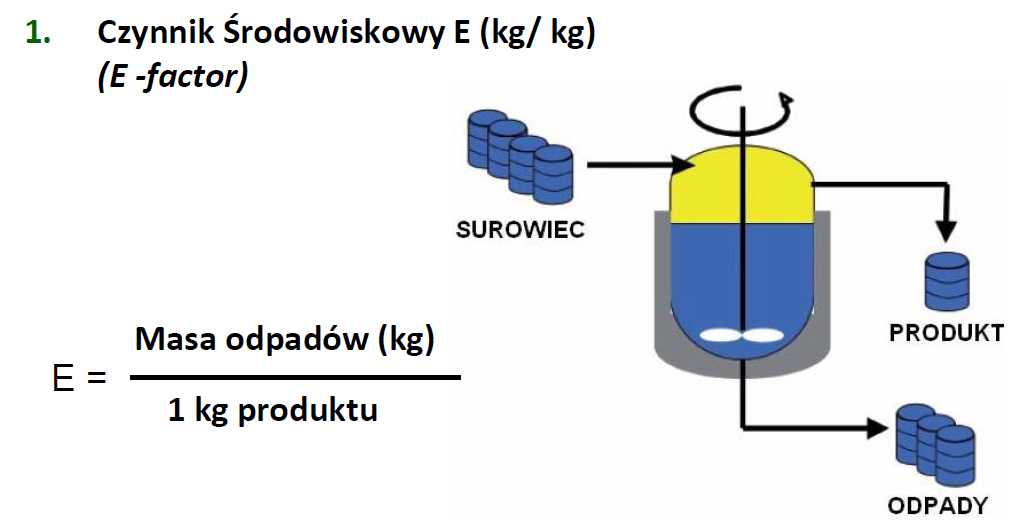 1. Czynnik Środowiskowy E (kg/ kg)
(E -factor)
SUROWIEC
PRODUKT
Masa odpadów (kg)
E =
1 kg produktu
ODPADY